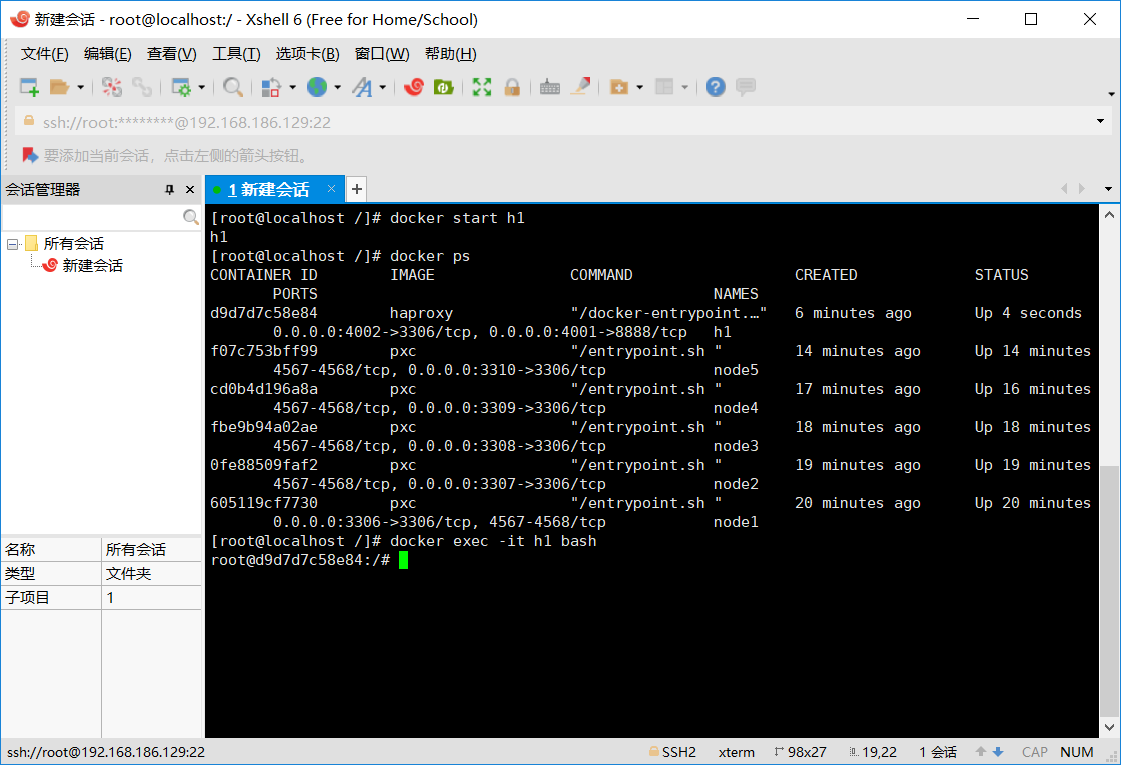 新建会话 - root@localhost:/ - Xshell 6 (Free for Home/School)
文件(F) 编辑(E) 查看(V) 工具(T) 选项卡(B) 窗口(W) 帮助(H)
ssh://root:********@192.168.186.129:22
要添加当前会话，点击左侧的箭头按钮。
会话管理器
1 新建会话
所有会话
新建会话
名称 所有会话
类型 文件夹
子项目 1
[root@localhost /]# docker start h1
h1
[root@localhost /]# docker ps
CONTAINER ID        IMAGE               COMMAND                  CREATED             STATUS
       PORTS                                            NAMES
d9d7d7c58e84        haproxy             "/docker-entrypoint.…"   6 minutes ago       Up 4 seconds
       0.0.0.0:4002->3306/tcp, 0.0.0.0:4001->8888/tcp   h1
f07c753bff99        pxc                 "/entrypoint.sh "        14 minutes ago      Up 14 minutes
       4567-4568/tcp, 0.0.0.0:3310->3306/tcp            node5
cd0b4d196a8a        pxc                 "/entrypoint.sh "        17 minutes ago      Up 16 minutes
       4567-4568/tcp, 0.0.0.0:3309->3306/tcp            node4
fbe9b94a02ae        pxc                 "/entrypoint.sh "        18 minutes ago      Up 18 minutes
       4567-4568/tcp, 0.0.0.0:3308->3306/tcp            node3
0fe88509faf2        pxc                 "/entrypoint.sh "        19 minutes ago      Up 19 minutes
       4567-4568/tcp, 0.0.0.0:3307->3306/tcp            node2
605119cf7730        pxc                 "/entrypoint.sh "        20 minutes ago      Up 20 minutes
       0.0.0.0:3306->3306/tcp, 4567-4568/tcp            node1
[root@localhost /]# docker exec -it h1 bash
root@d9d7d7c58e84:/#
ssh://root@192.168.186.129:22 SSH2 xterm 98x27 19,22 1 会话 CAP NUM